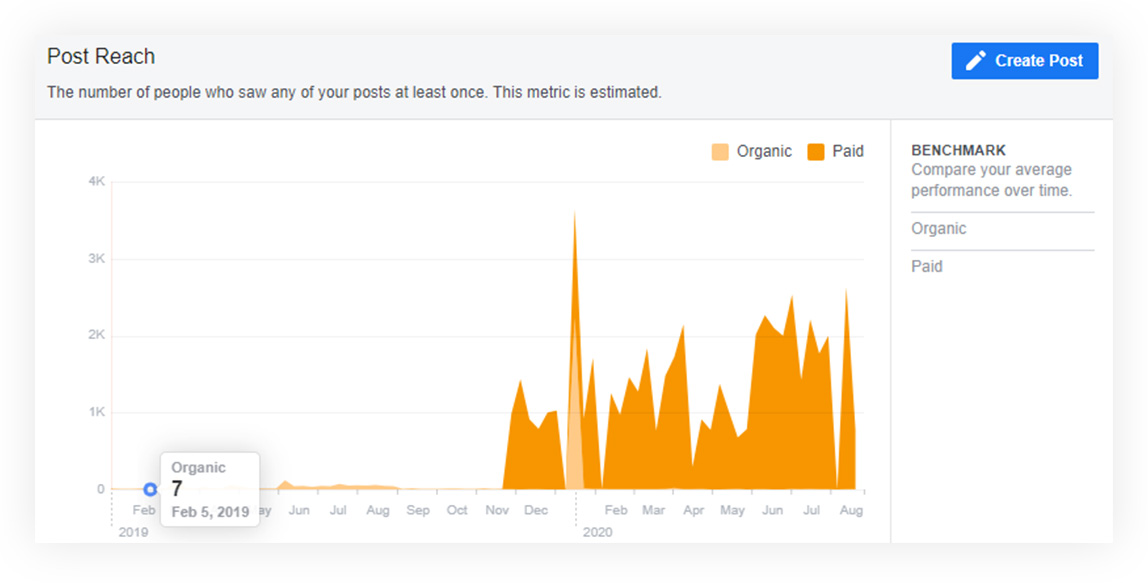 Post Reach
Create Post
The number of people who saw any of your posts at least once. This metric is estimated.
Organic Paid
BENCHMARK
Compare your average
performance over time.
Organic
Paid
4K
3K
2K
1K
0
Organic
7
Feb 5, 2019
Feb Jun Jul Aug Sep Oct Nov Dec Feb Mar Apr May Jun Jul Aug
2019 2020